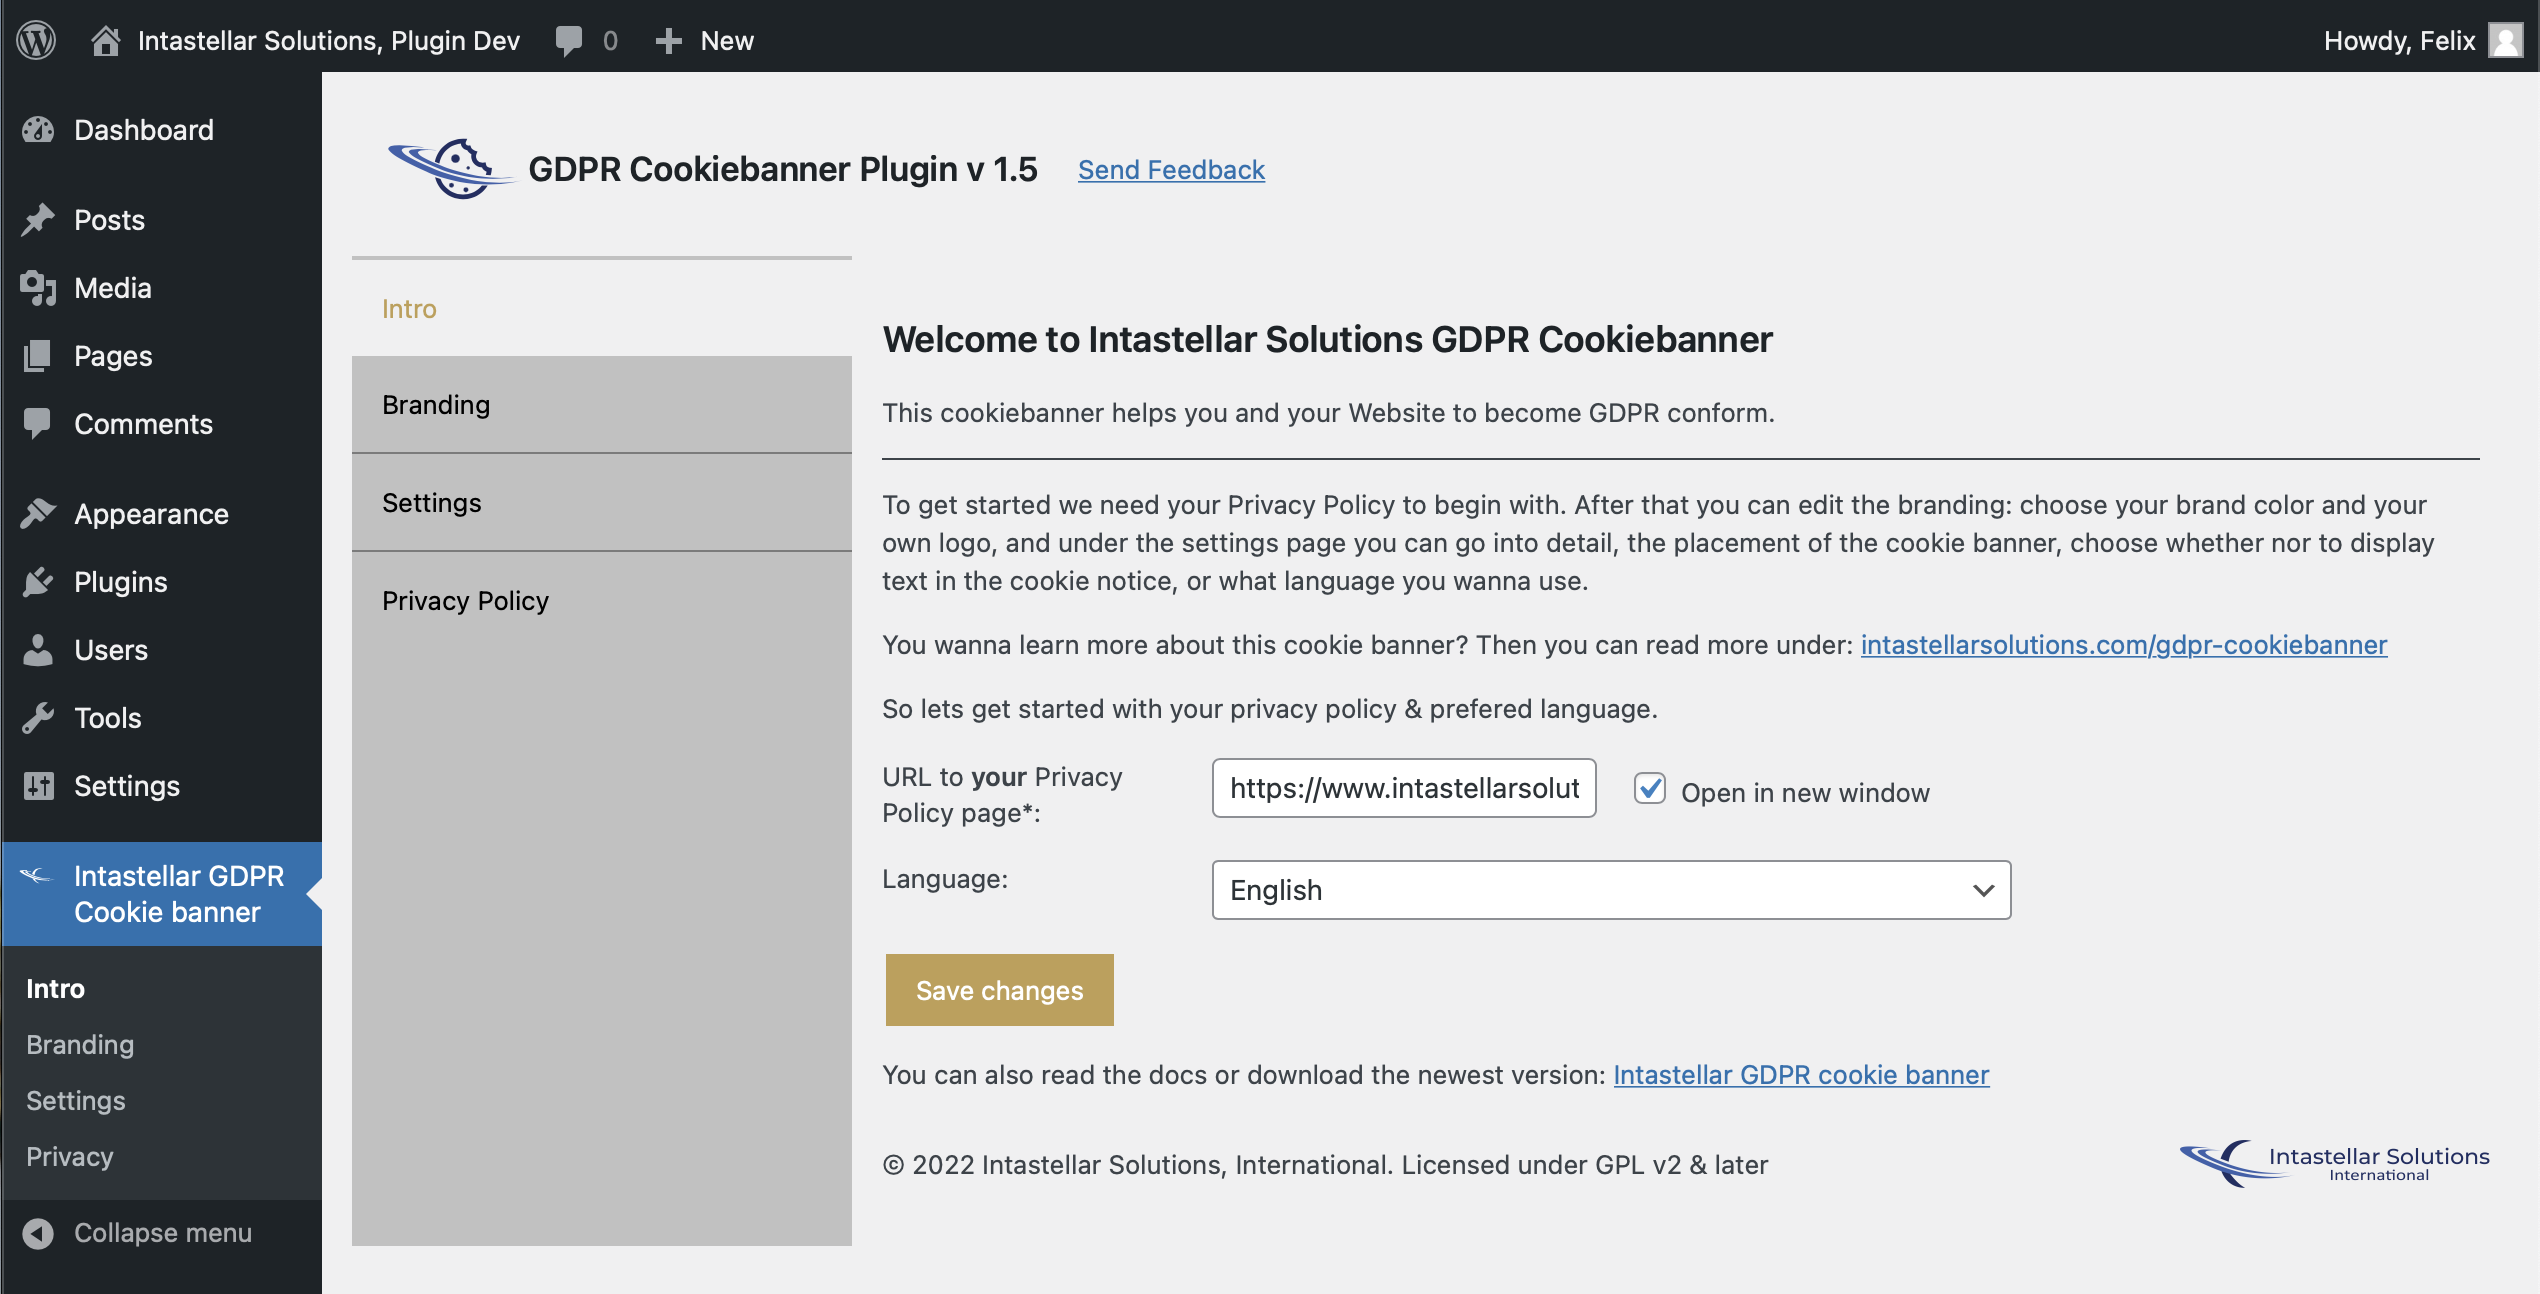 Intastellar Solutions, Plugin Dev
0
New
Howdy, Felix
Dashboard
Posts
Media
Pages
Comments
Appearance
Plugins
Users
Tools
Settings
Intastellar GDPR
Cookie banner
Intro
Branding
Settings
Privacy
Collapse menu
GDPR Cookiebanner Plugin v 1.5
Send Feedback
Intro
Branding
Settings
Privacy Policy
Welcome to Intastellar Solutions GDPR Cookiebanner
This cookiebanner helps you and your Website to become GDPR conform.
To get started we need your Privacy Policy to begin with. After that you can edit the branding: choose your brand color and your
own logo, and under the settings page you can go into detail, the placement of the cookie banner, choose whether nor to display
text in the cookie notice, or what language you wanna use.
You wanna learn more about this cookie banner? Then you can read more under: intastellarsolutions.com/gdpr-cookiebanner
So lets get started with your privacy policy & prefered language.
URL to your Privacy
Policy page*:
https://www.intastellarsolut
Open in new window
Language:
English
Save changes
You can also read the docs or download the newest version: Intastellar GDPR cookie banner
© 2022 Intastellar Solutions, International. Licensed under GPL v2 & later
Intastellar Solutions
International